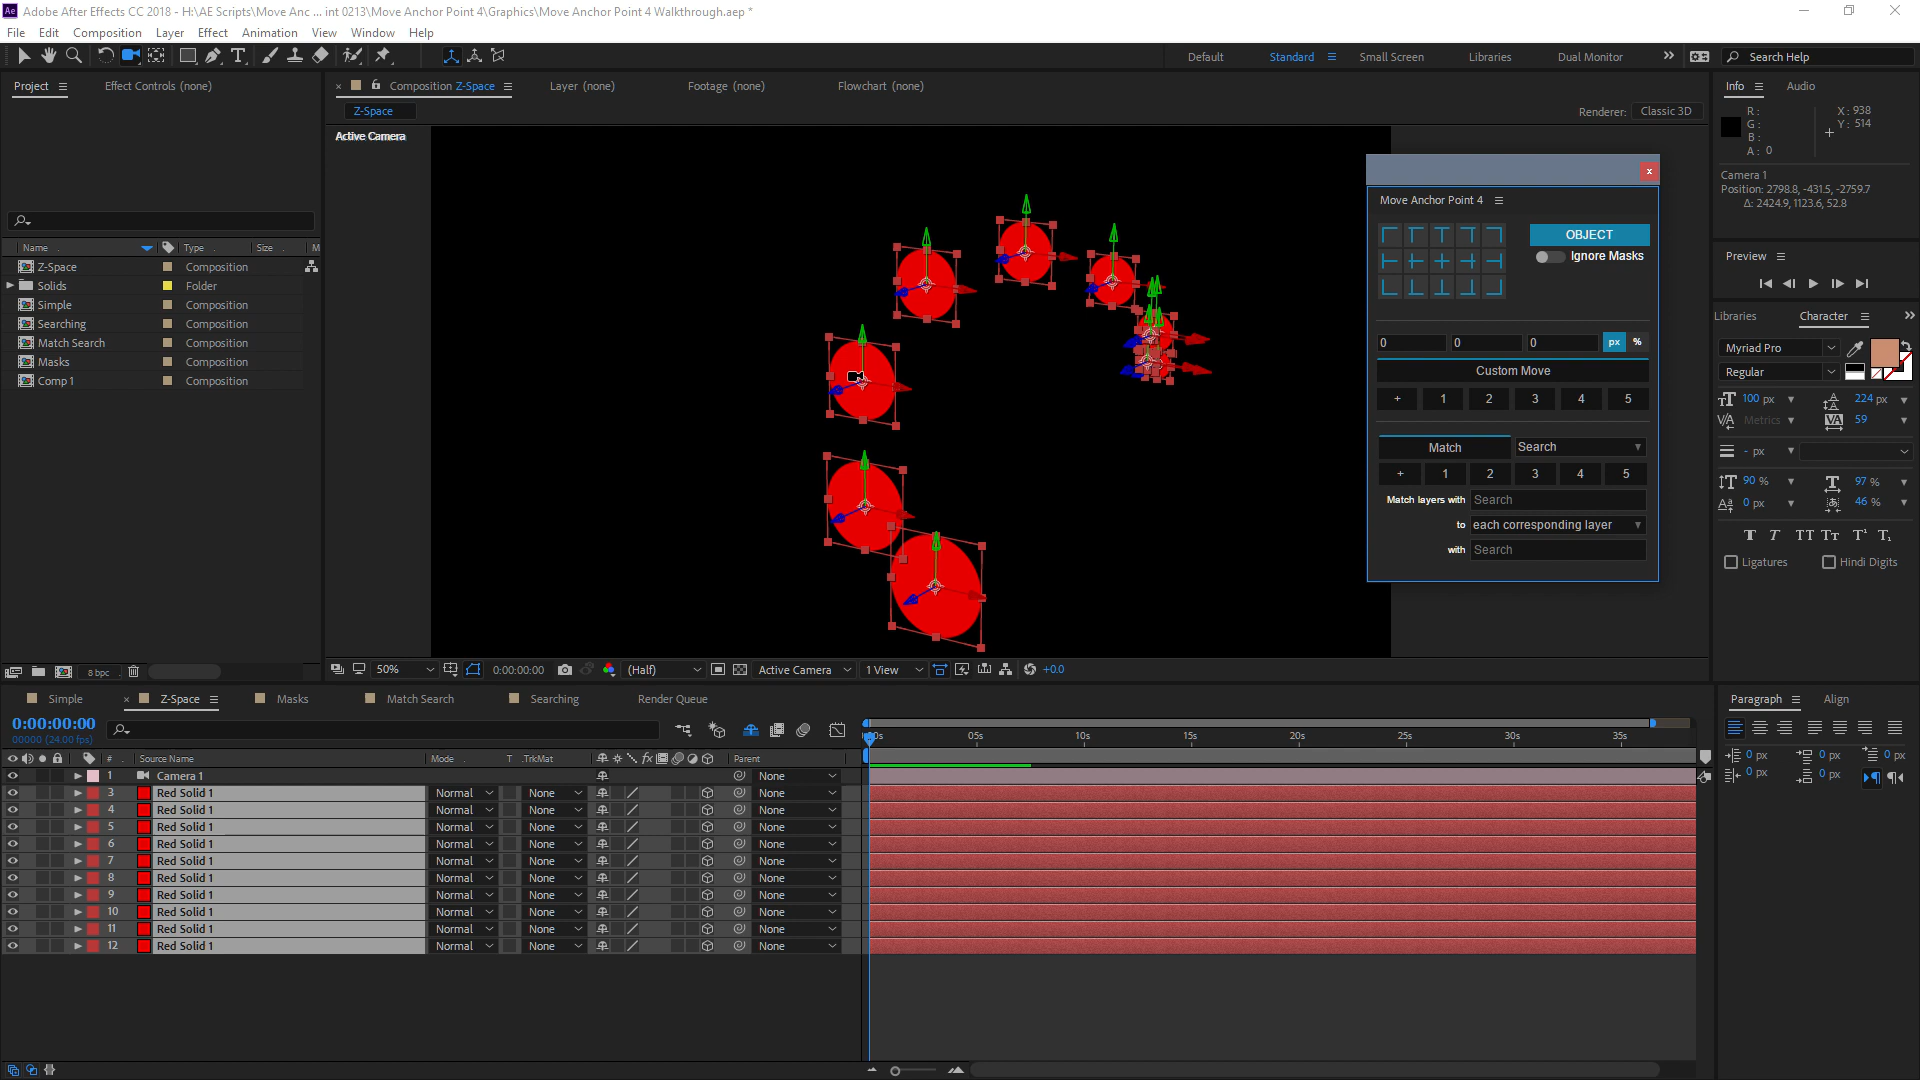 Ae Adobe After Effects CC 2018 - H:\AE Scripts\Move Anc ... int 0213\Move Anchor Point 4\Graphics\Move Anchor Point 4 Walkthrough.aep *
File Edit Composition Layer Effect Animation View Window Help
Default Standard Small Screen Libraries Dual Monitor Search Help
Project Effect Controls (none) Composition Z-Space Layer (none) Footage (none) Flowchart (none) Info Audio
Z-Space Renderer: Classic 3D
R: X: 938
G: Y: 514
B:
A: 0
Active Camera
Camera 1
Position: 2798.8, -431.5, -2759.7
Δ: 2424.9, 1123.6, 52.8
Move Anchor Point 4
OBJECT
Ignore Masks
Preview
Name Type Size M
Z-Space Composition
Solids Folder
Simple Composition
Searching Composition
Match Search Composition
Masks Composition
Comp 1 Composition
Libraries Character
0 0 0 px %
Custom Move
+ 1 2 3 4 5
Match Search
+ 1 2 3 4 5
Match layers with Search
to each corresponding layer
with Search
Myriad Pro
Regular
100 px 224 px
Metrics 59
- px
90 % 97 %
0 px 46 %
T T TT Tt T¹ T₁
Ligatures Hindi Digits
8 bpc 50% 0:00:00:00 (Half) Active Camera 1 View +0.0
Simple Z-Space Masks Match Search Searching Render Queue Paragraph Align
0:00:00:00
00000 (24.00 fps)
05s 10s 15s 20s 25s 30s 35s
0 px 0 px 0 px
0 px 0 px
# Source Name Mode T .TrkMat Parent
1 Camera 1 None
3 Red Solid 1 Normal None None
4 Red Solid 1 Normal None None
5 Red Solid 1 Normal None None
6 Red Solid 1 Normal None None
7 Red Solid 1 Normal None None
8 Red Solid 1 Normal None None
9 Red Solid 1 Normal None None
10 Red Solid 1 Normal None None
11 Red Solid 1 Normal None None
12 Red Solid 1 Normal None None